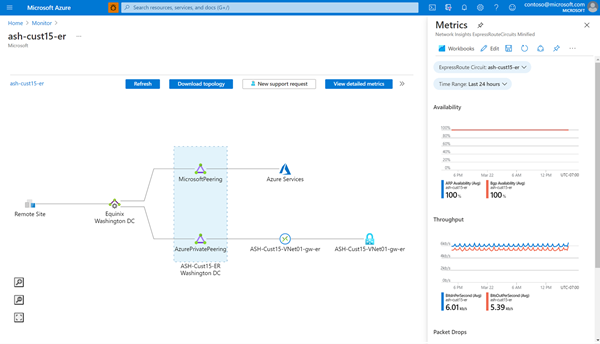 Microsoft Azure
Search resources, services, and docs (G+/)
contoso@microsoft.com
MICROSOFT
Home > Monitor >
ash-cust15-er ...
Microsoft
ash-cust15-er
Refresh
Download topology
New support request
View detailed metrics
MicrosoftPeering
Azure Services
Remote Site
Equinix
Washington DC
AzurePrivatePeering
ASH-Cust15-VNet01-gw-er
ASH-Cust15-VNet01-gw-er
ASH-Cust15-ER
Washington DC
Metrics
Network Insights ExpressRouteCircuits Minified
Workbooks
Edit
ExpressRoute Circuit: ash-cust15-er
Time Range: Last 24 hours
Availability
100%
80%
60%
40%
20%
0%
6 PM
Mar 22
6 AM
12 PM
UTC-07:00
ARP Availability (Avg)
ash-cust15-er
100 %
Bgp Availability (Avg)
ash-cust15-er
100 %
Throughput
6 PM
Mar 22
6 AM
12 PM
UTC-07:00
BitsInPerSecond (Avg)
ash-cust15-er
6.01
BitsOutPerSecond (Avg)
ash-cust15-er
5.39
Packet Drops